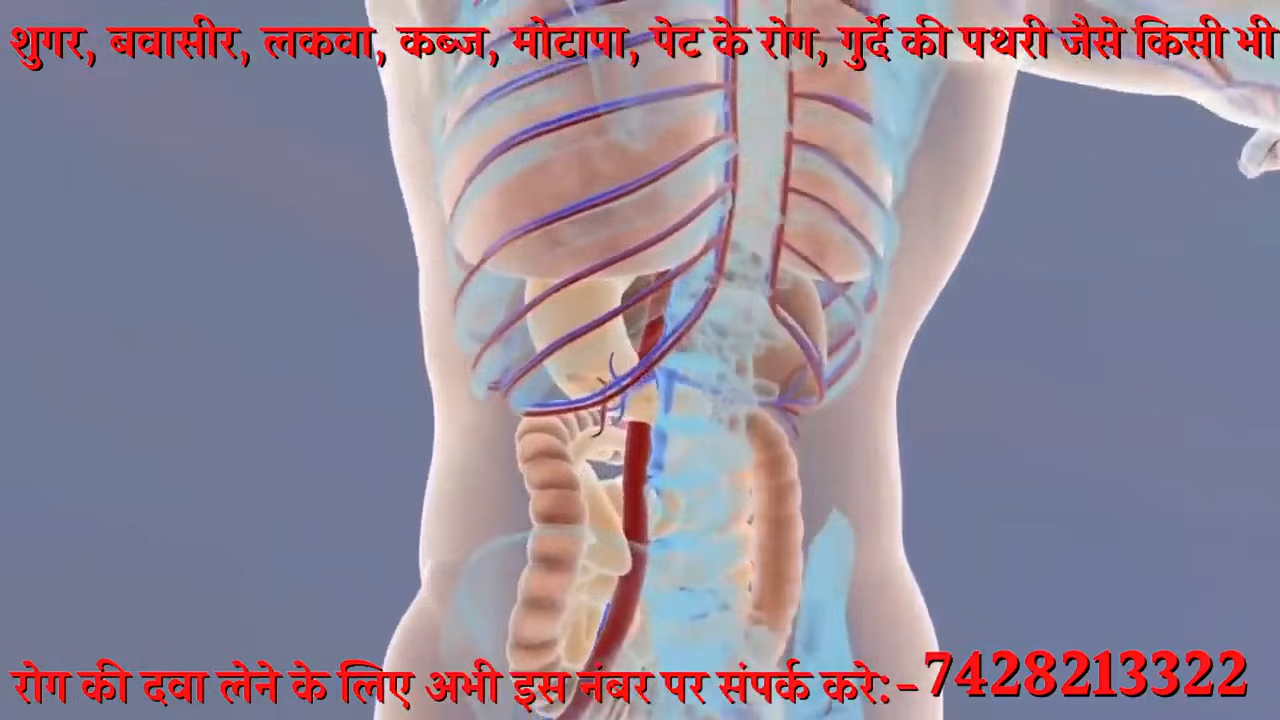 शुगर, बवासीर, लकवा, कब्ज, मोटापा, पेट के रोग, गुर्दे की पथरी जैसे किसी भी
रोग की दवा लेने के लिए अभी इस नंबर पर संपर्क करे:-7428213322